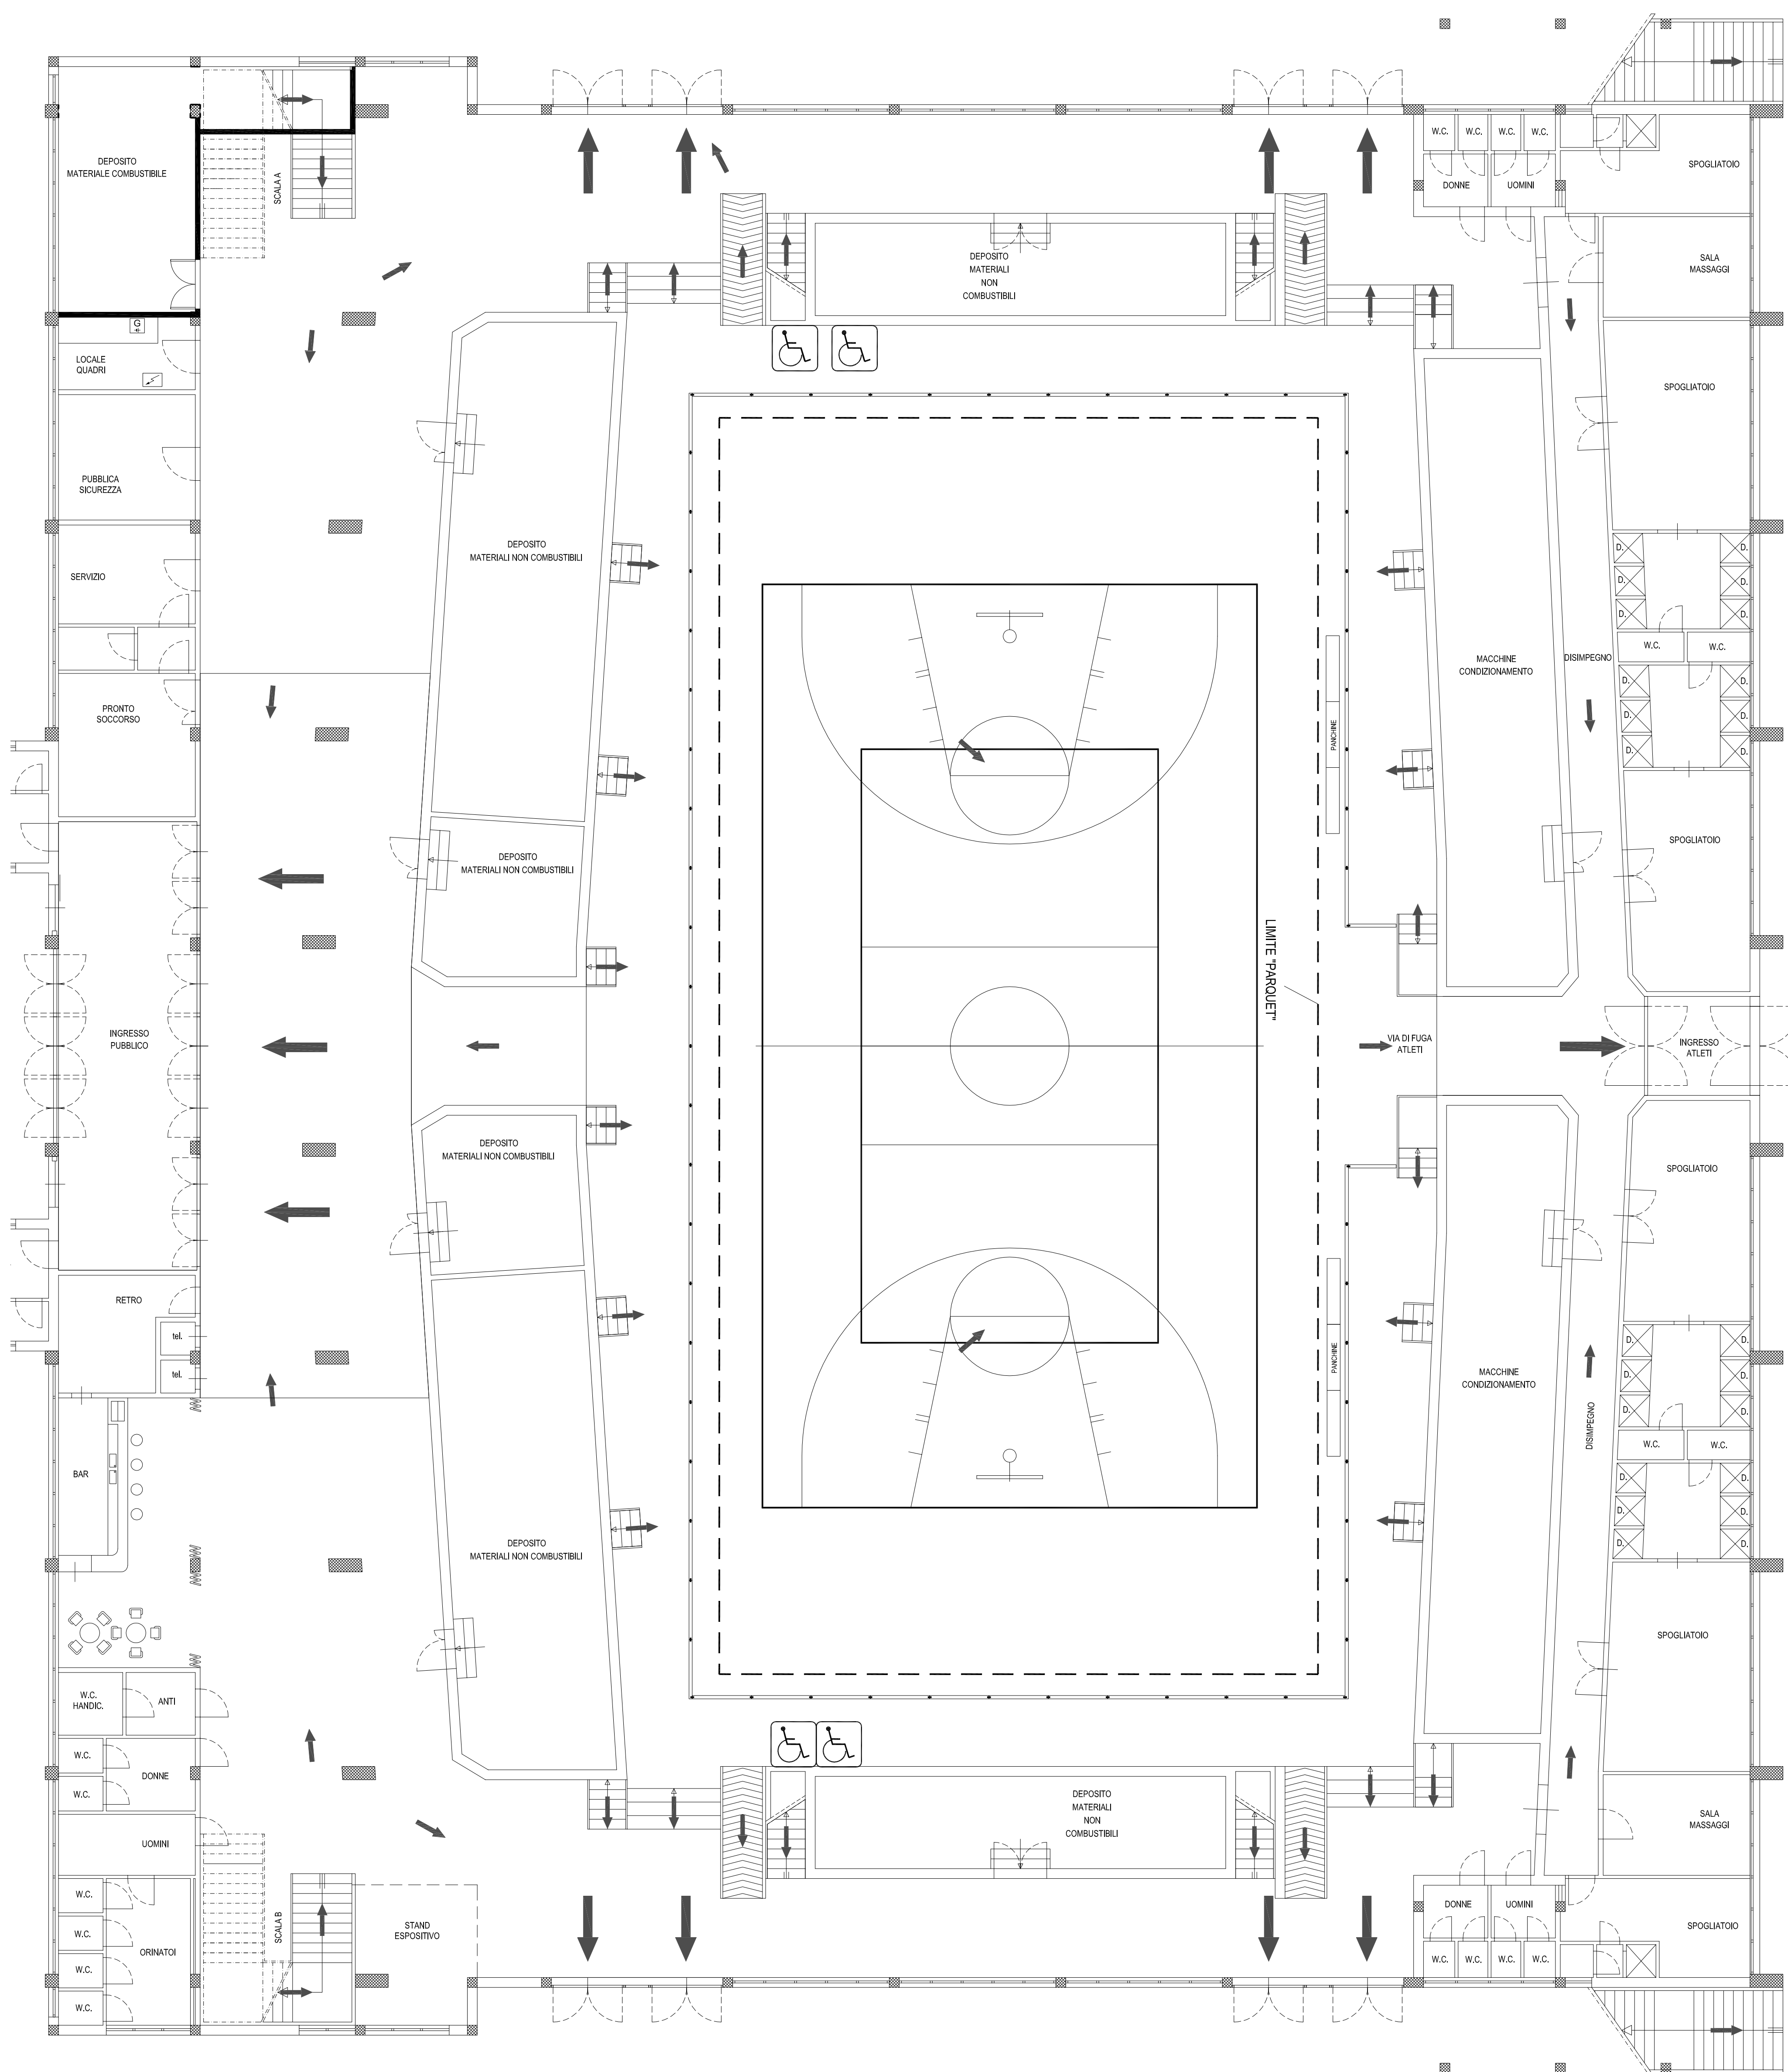 DEPOSITO
MATERIALE COMBUSTIBILE
SCALA A
G
LOCALE
QUADRI
PUBBLICA
SICUREZZA
SERVIZIO
PRONTO
SOCCORSO
INGRESSO
PUBBLICO
RETRO
tel.
tel.
BAR
W.C.
HANDIC.
ANTI
W.C.
W.C.
DONNE
UOMINI
W.C.
W.C.
W.C.
W.C.
ORINATOI
SCALA B
STAND
ESPOSITIVO
DEPOSITO
MATERIALI NON COMBUSTIBILI
DEPOSITO
MATERIALI NON COMBUSTIBILI
DEPOSITO
MATERIALI NON COMBUSTIBILI
DEPOSITO
MATERIALI NON COMBUSTIBILI
DEPOSITO
MATERIALI
NON
COMBUSTIBILI
LIMITE "PARQUET"
PANCHINE
PANCHINE
DEPOSITO
MATERIALI
NON
COMBUSTIBILI
W.C.
W.C.
W.C.
W.C.
DONNE
UOMINI
SPOGLIATOIO
SALA
MASSAGGI
SPOGLIATOIO
MACCHINE
CONDIZIONAMENTO
DISIMPEGNO
D.
D.
D.
D.
D.
D.
W.C.
W.C.
D.
D.
D.
D.
D.
D.
SPOGLIATOIO
VIA DI FUGA
ATLETI
INGRESSO
ATLETI
SPOGLIATOIO
MACCHINE
CONDIZIONAMENTO
DISIMPEGNO
D.
D.
D.
D.
D.
D.
W.C.
W.C.
D.
D.
D.
D.
D.
D.
SPOGLIATOIO
SALA
MASSAGGI
DONNE
UOMINI
SPOGLIATOIO
W.C.
W.C.
W.C.
W.C.